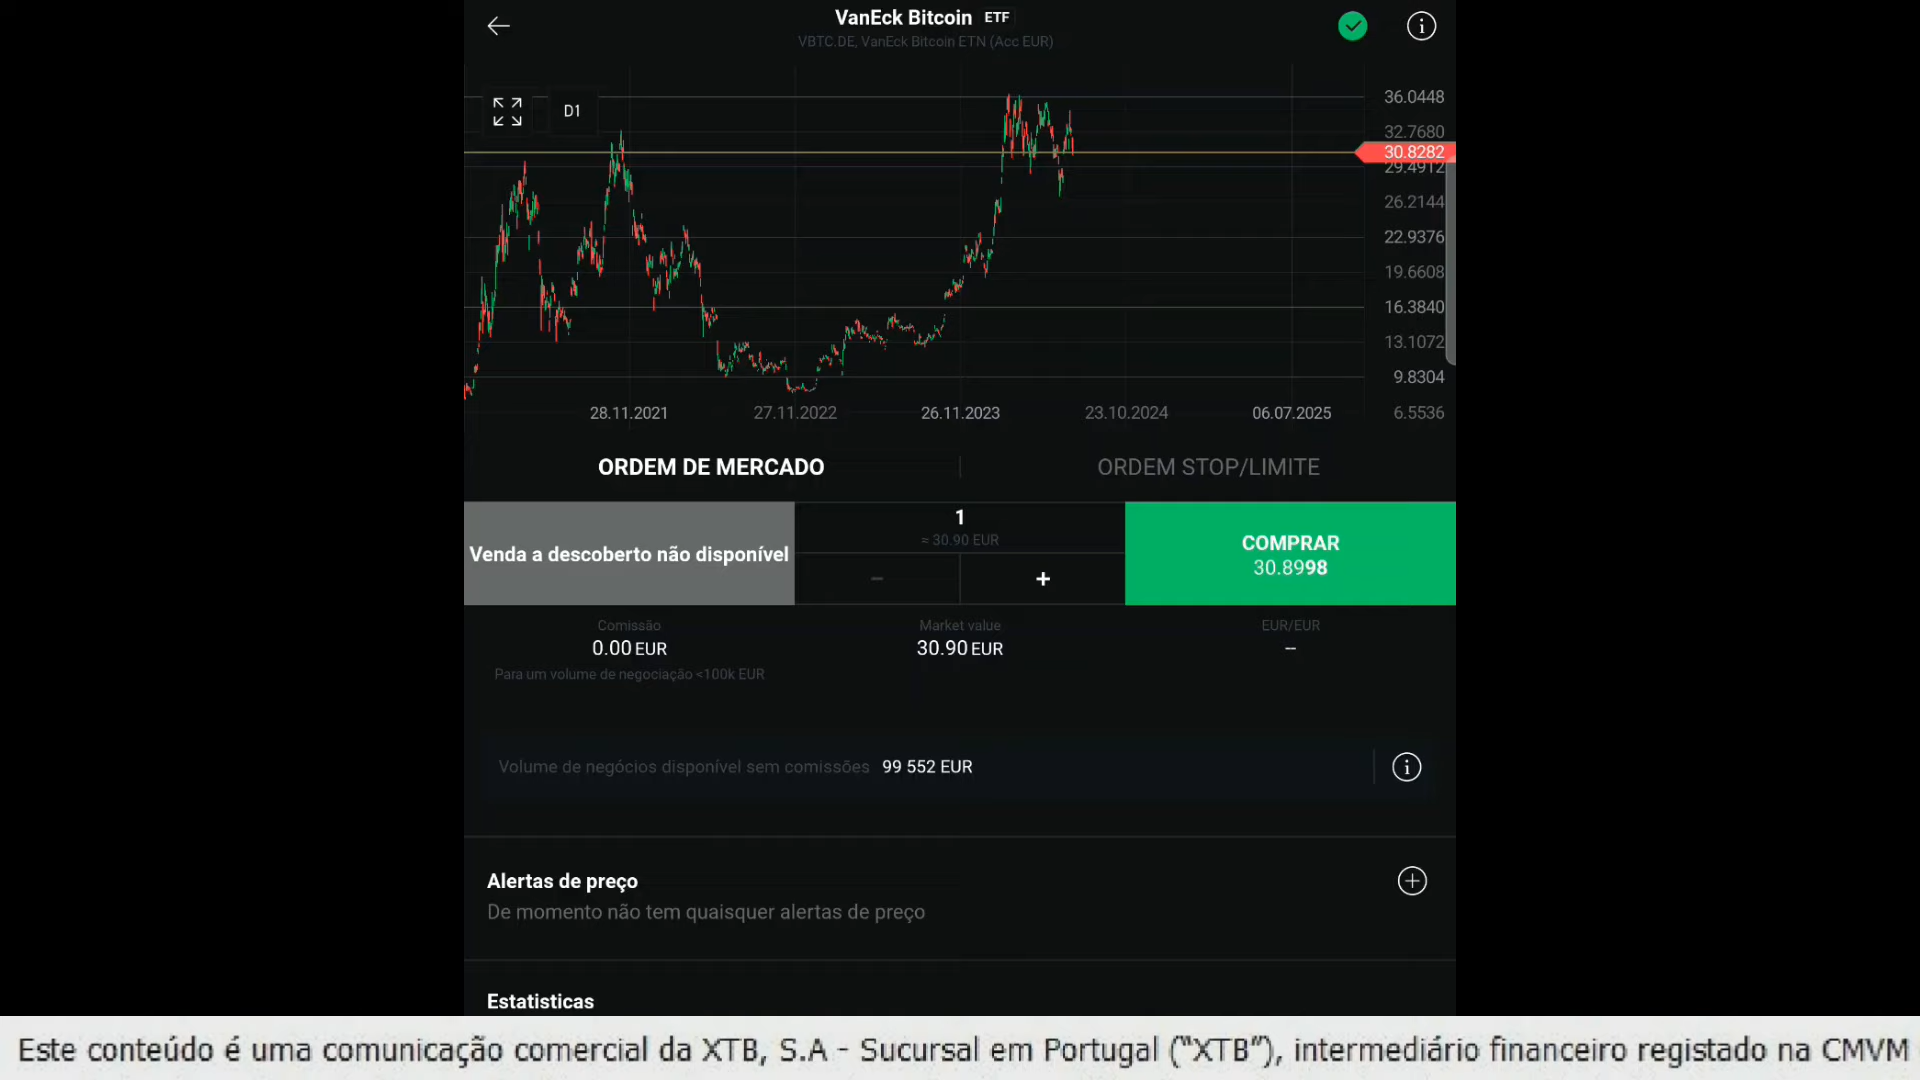 VanEck Bitcoin ETF
VBTC.DE, VanEck Bitcoin ETN (Acc EUR)
D1
36.0448
32.7680
30.8282
29.4912
26.2144
22.9376
19.6608
16.3840
13.1072
9.8304
6.5536
28.11.2021 27.11.2022 26.11.2023 23.10.2024 06.07.2025
ORDEM DE MERCADO
ORDEM STOP/LIMITE
Venda a descoberto não disponível
1
≈ 30.90 EUR
− +
COMPRAR
30.8998
Comissão
0.00 EUR
Para um volume de negociação <100k EUR
Market value
30.90 EUR
EUR/EUR
--
Volume de negócios disponível sem comissões 99 552 EUR
Alertas de preço
De momento não tem quaisquer alertas de preço
Estatisticas
Este conteúdo é uma comunicação comercial da XTB, S.A - Sucursal em Portugal (“XTB”), intermediário financeiro registado na CMVM